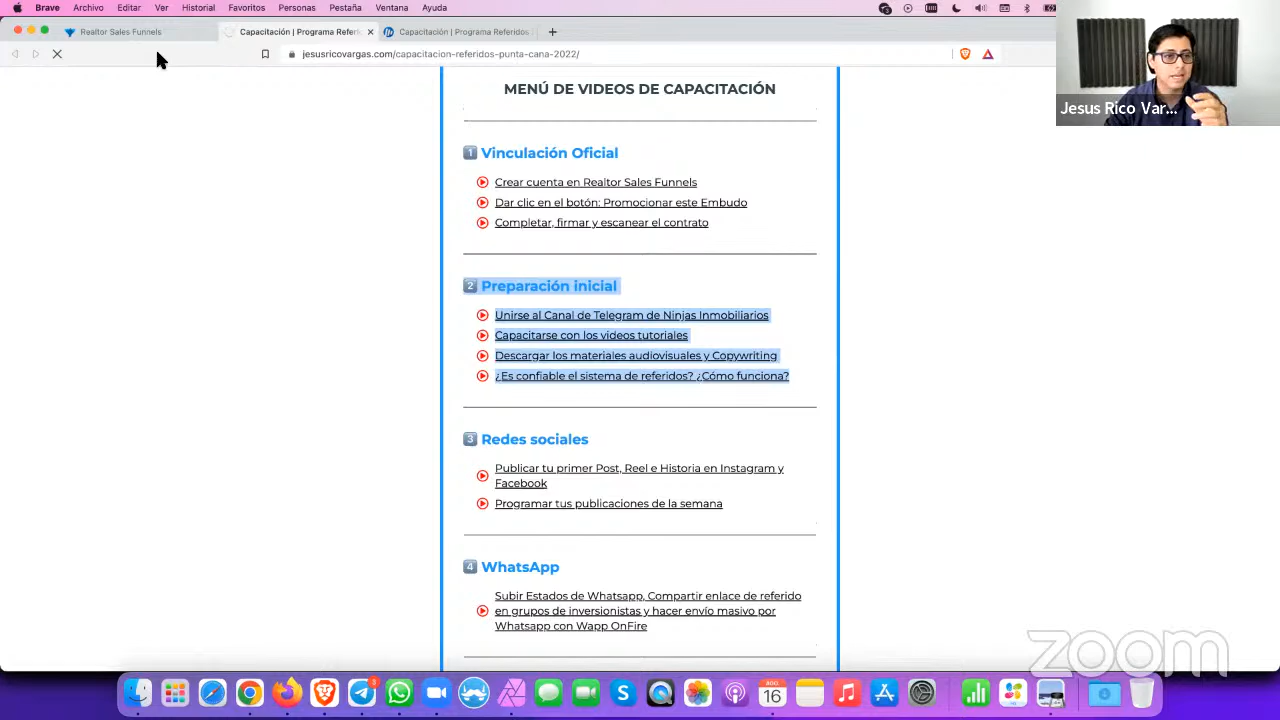 Brave Archivo Editar Ver Historial Favoritos Personas Pestaña Ventana Ayuda
Realtor Sales Funnels
Capacitación | Programa Refer
Capacitación | Programa Referidos
jesusricovargas.com/capacitacion-referidos-punta-cana-2022/
Jesus Rico Var...
MENÚ DE VIDEOS DE CAPACITACIÓN
1 Vinculación Oficial
Crear cuenta en Realtor Sales Funnels
Dar clic en el botón: Promocionar este Embudo
Completar, firmar y escanear el contrato
2 Preparación inicial
Unirse al Canal de Telegram de Ninjas Inmobiliarios
Capacitarse con los videos tutoriales
Descargar los materiales audiovisuales y Copywriting
¿Es confiable el sistema de referidos? ¿Cómo funciona?
3 Redes sociales
Publicar tu primer Post, Reel e Historia en Instagram y
Facebook
Programar tus publicaciones de la semana
4 WhatsApp
Subir Estados de Whatsapp, Compartir enlace de referido
en grupos de inversionistas y hacer envío masivo por
Whatsapp con Wapp OnFire
zoom
3
16